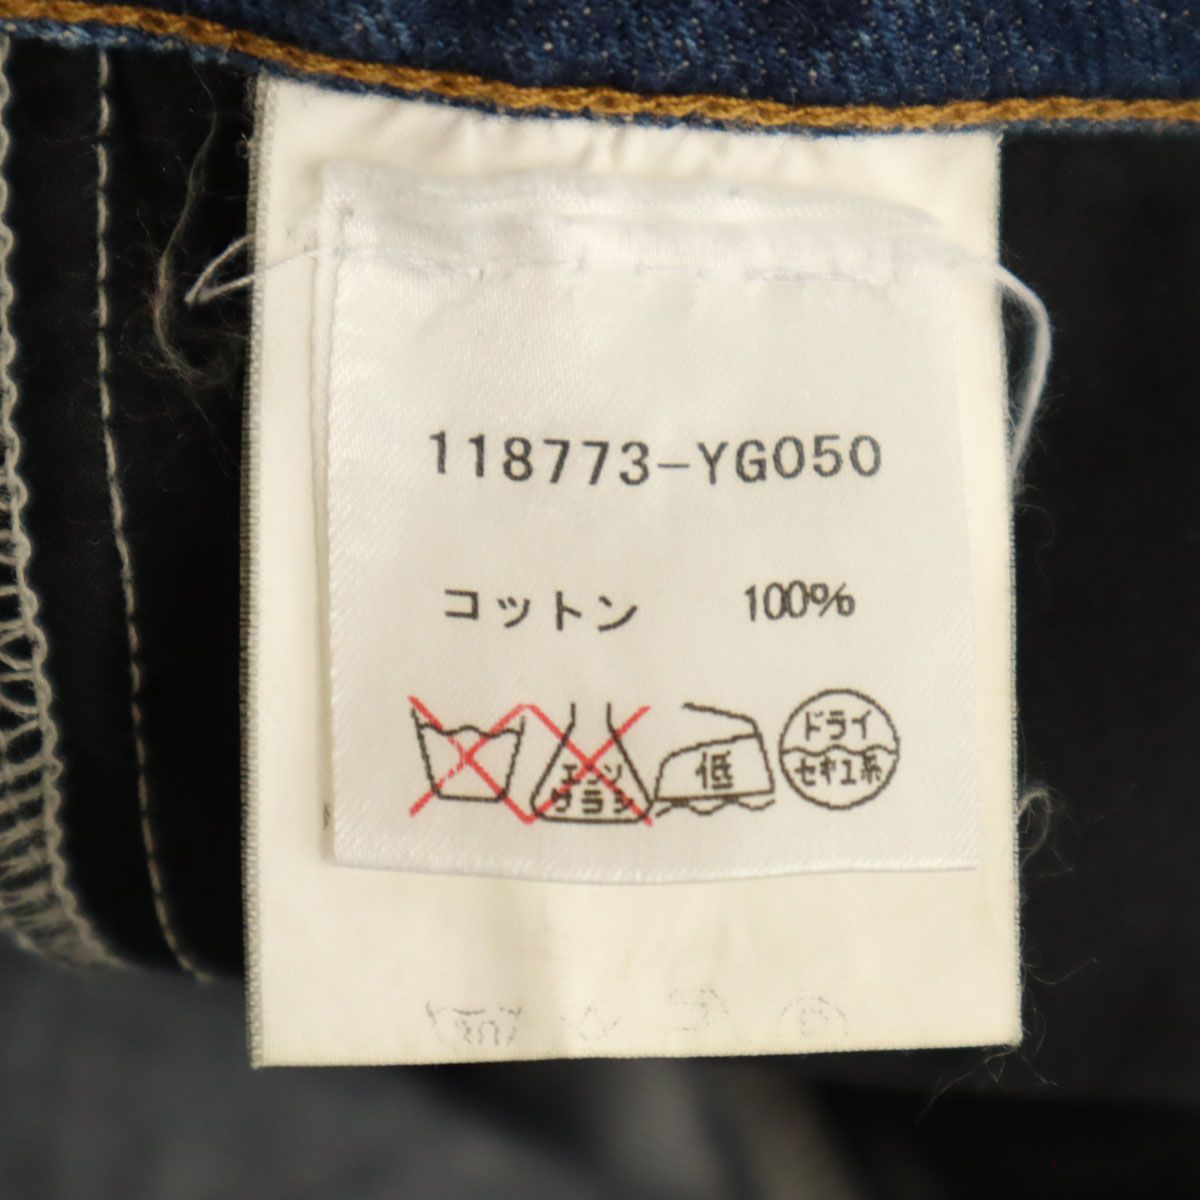 118773-YG050
コットン 100%
エンソ 低 ドライ
サラシ セキユ系